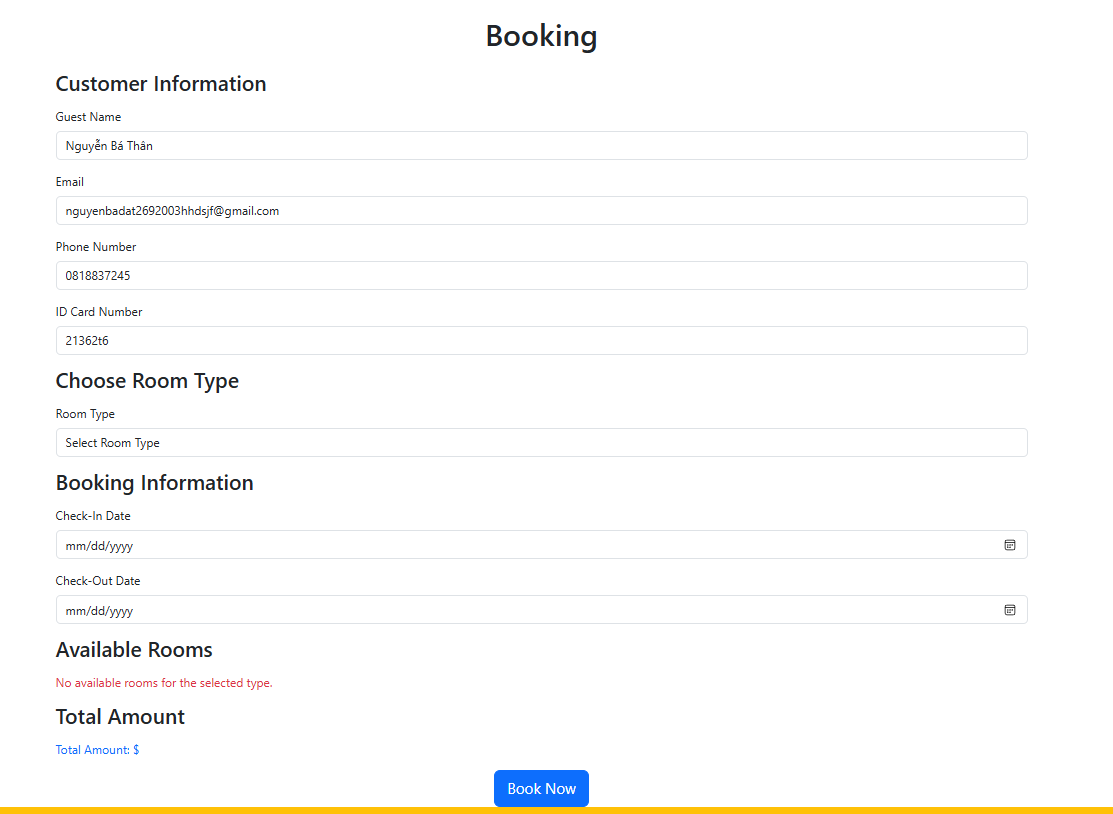 Booking
Customer Information
Guest Name
Nguyễn Bá Thân
Email
nguyenbadat2692003hhdsjf@gmail.com
Phone Number
0818837245
ID Card Number
21362t6
Choose Room Type
Room Type
Select Room Type
Booking Information
Check-In Date
mm/dd/yyyy
Check-Out Date
mm/dd/yyyy
Available Rooms
No available rooms for the selected type.
Total Amount
Total Amount: $
Book Now